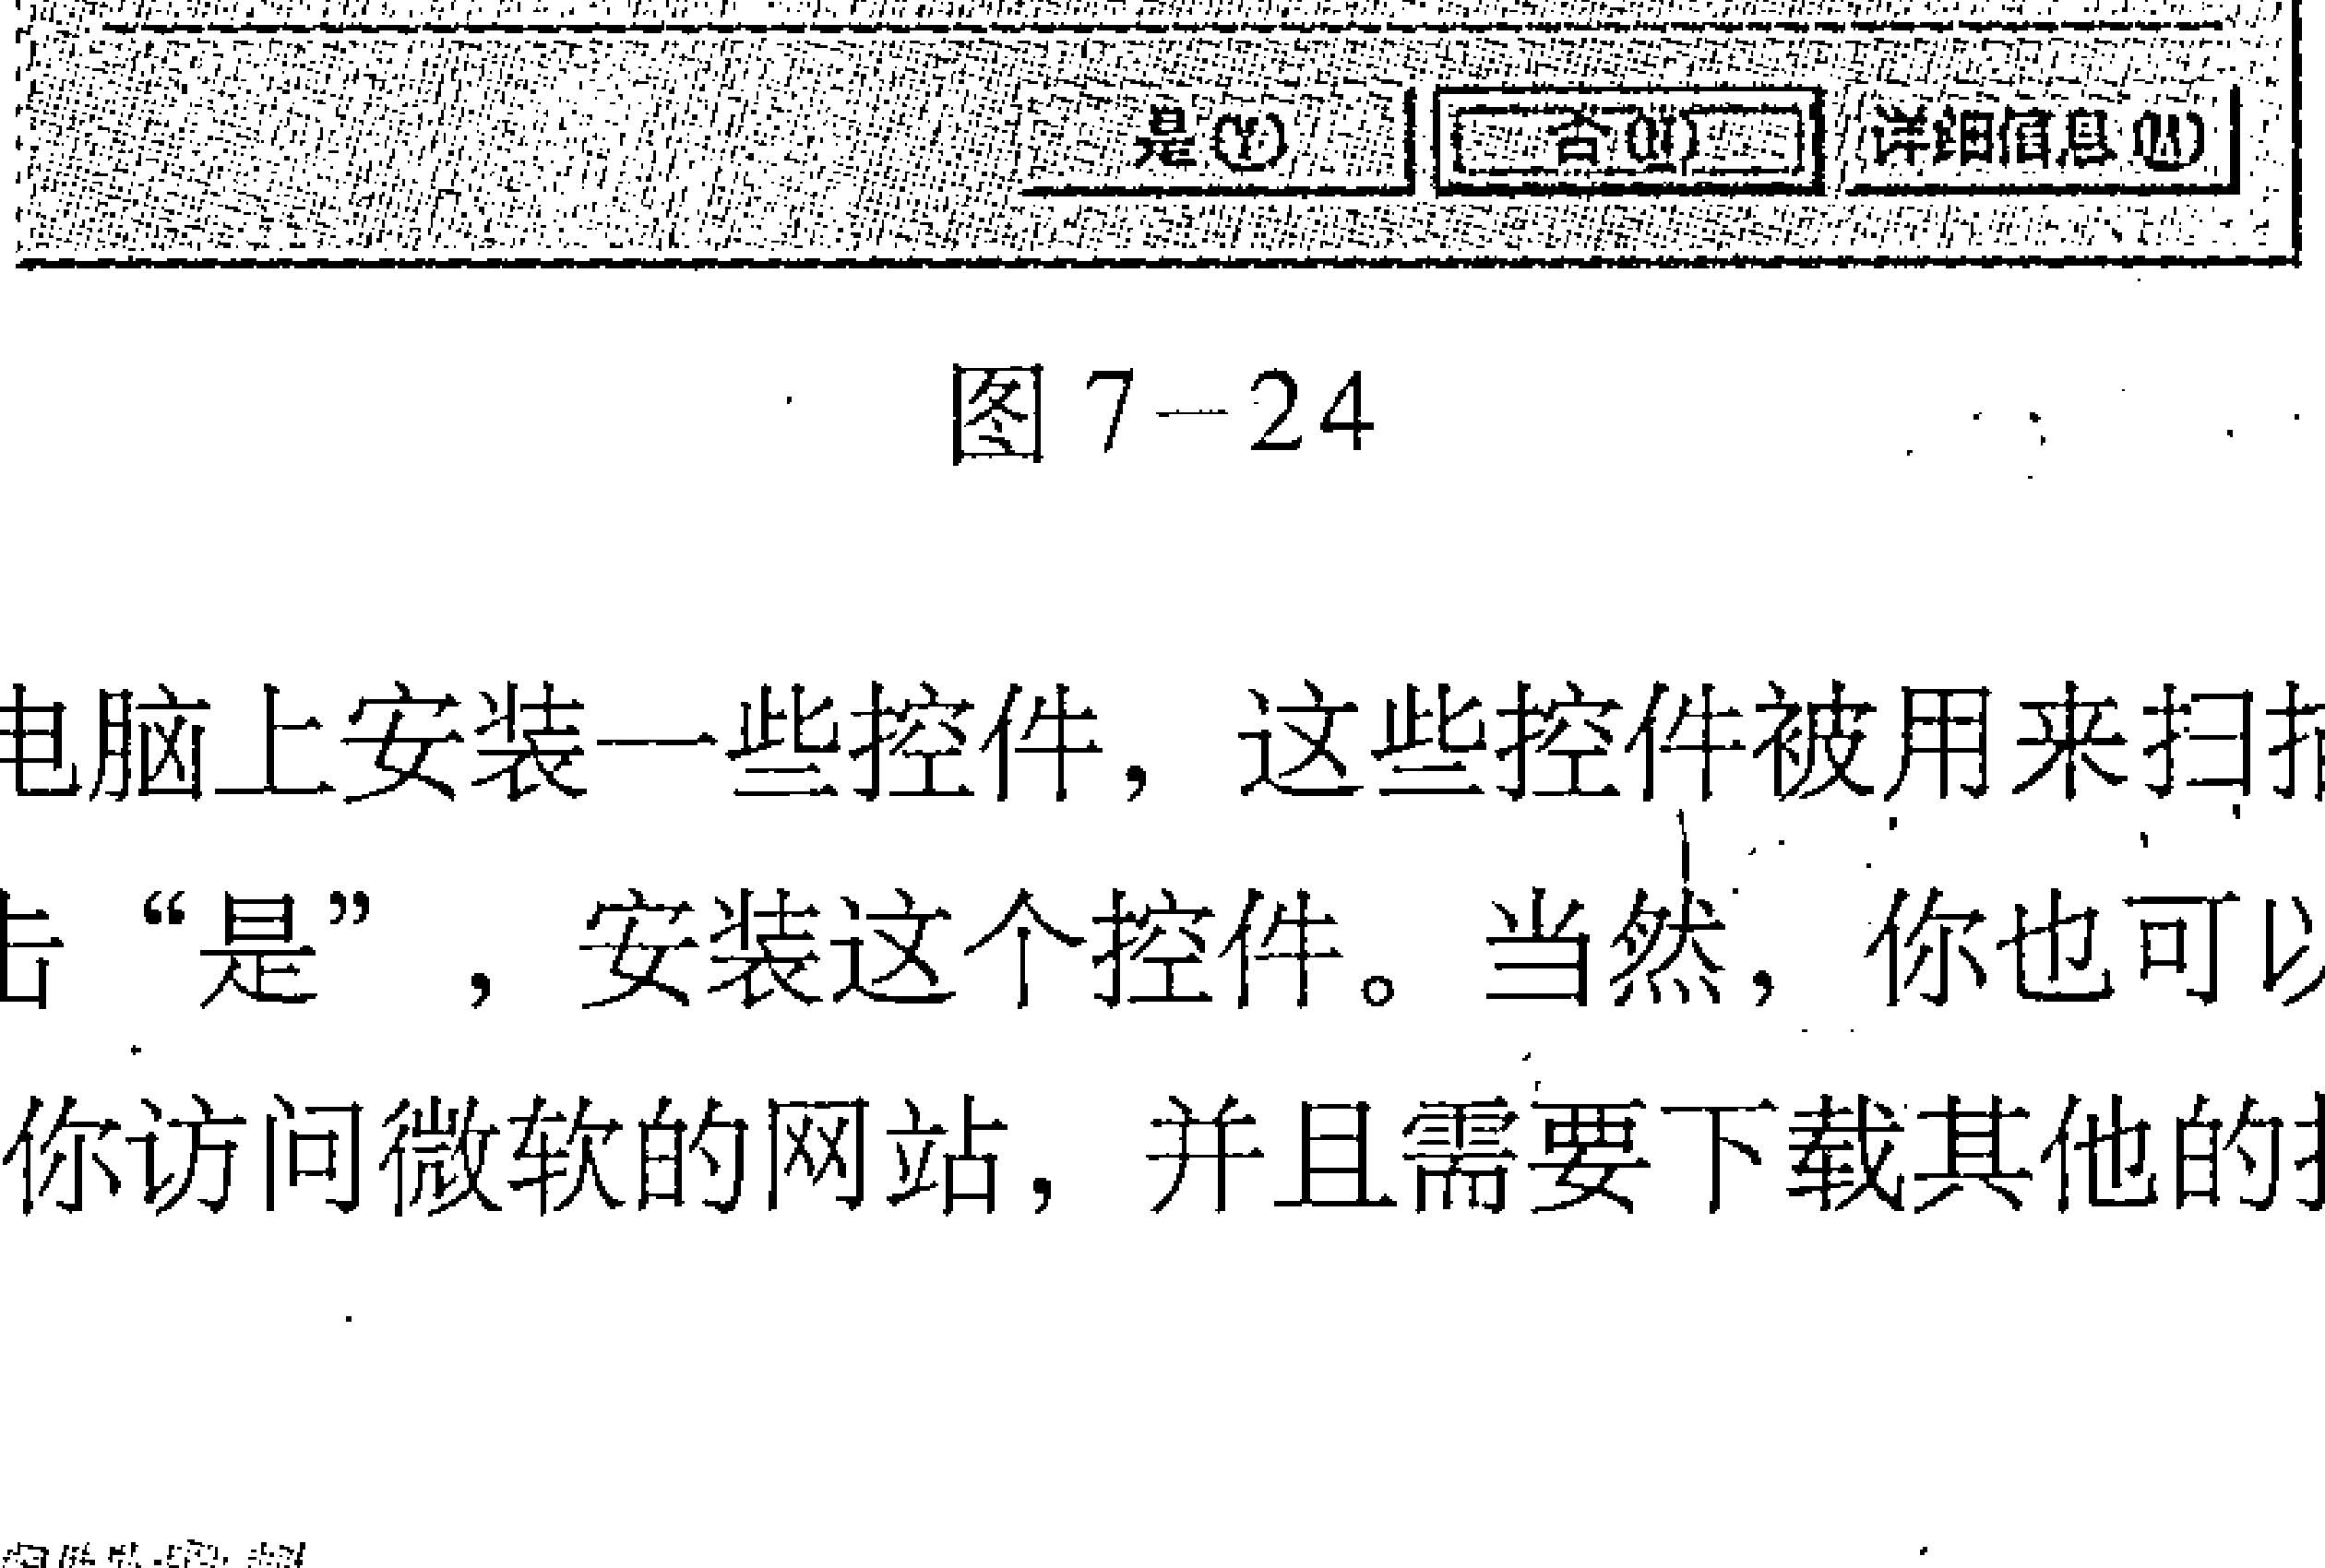 是(Y) 否(N) 详细信息(M)
图 7-24
电脑上安装一些控件，这些控件被用来扫描
击“是”，安装这个控件。当然，你也可以
你访问微软的网站，并且需要下载其他的